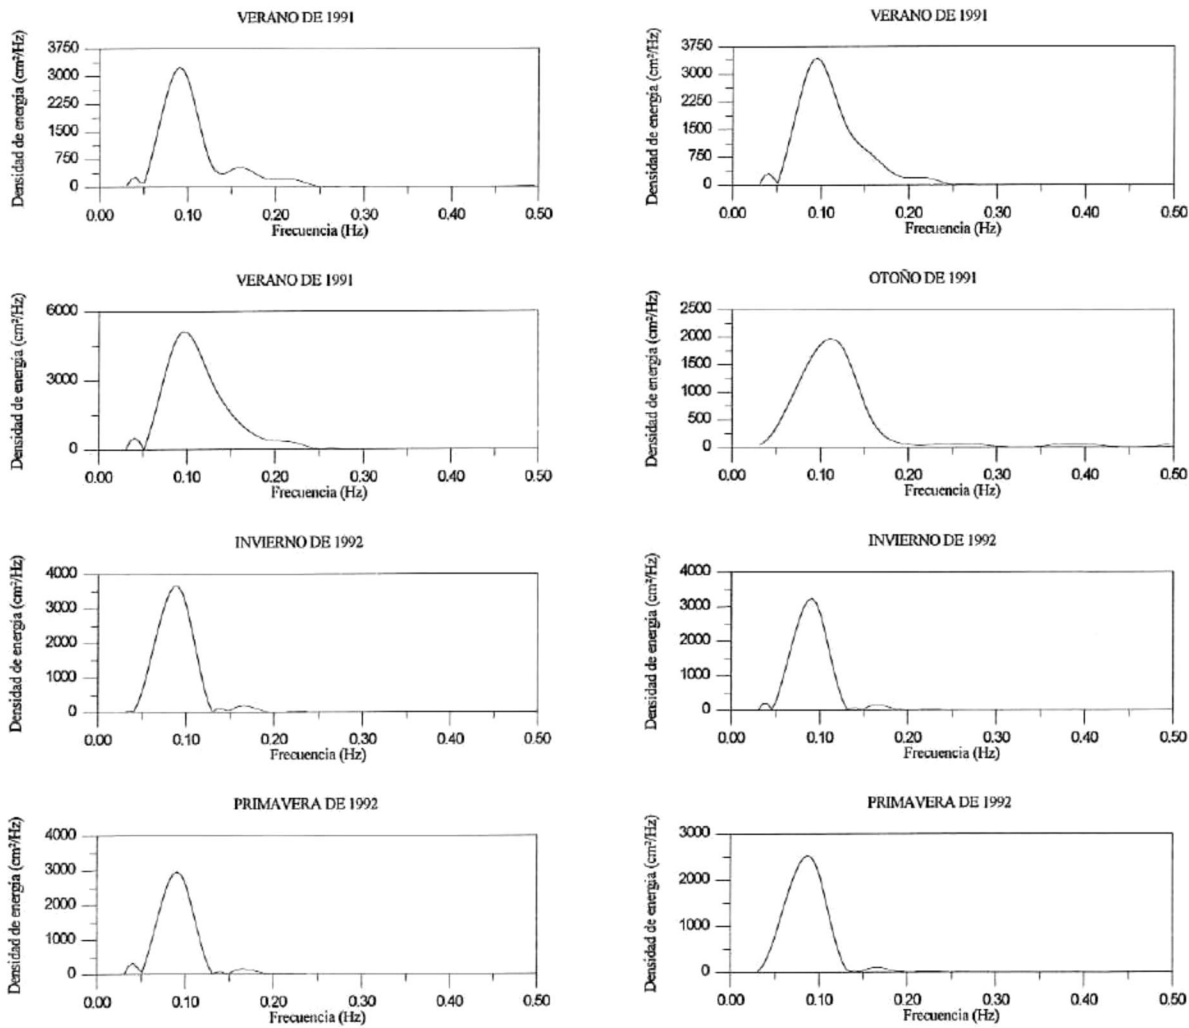 VERANO DE 1991
Densidad de energia (cm²/Hz)
3750
3000
2250
1500
750
0
0.00 0.10 0.20 0.30 0.40 0.50
Frecuencia (Hz)
VERANO DE 1991
Densidad de energia (cm²/Hz)
3750
3000
2250
1500
750
0
0.00 0.10 0.20 0.30 0.40 0.50
Frecuencia (Hz)
VERANO DE 1991
Densidad de energia (cm²/Hz)
6000
3000
0
0.00 0.10 0.20 0.30 0.40 0.50
Frecuencia (Hz)
OTOÑO DE 1991
Densidad de energia (cm²/Hz)
2500
2000
1500
1000
500
0
0.00 0.10 0.20 0.30 0.40 0.50
Frecuencia (Hz)
INVIERNO DE 1992
Densidad de energia (cm²/Hz)
4000
3000
2000
1000
0
0.00 0.10 0.20 0.30 0.40 0.50
Frecuencia (Hz)
INVIERNO DE 1992
Densidad de energia (cm²/Hz)
4000
3000
2000
1000
0
0.00 0.10 0.20 0.30 0.40 0.50
Frecuencia (Hz)
PRIMAVERA DE 1992
Densidad de energia (cm²/Hz)
4000
3000
2000
1000
0
0.00 0.10 0.20 0.30 0.40 0.50
Frecuencia (Hz)
PRIMAVERA DE 1992
Densidad de energia (cm²/Hz)
3000
2000
1000
0
0.00 0.10 0.20 0.30 0.40 0.50
Frecuencia (Hz)